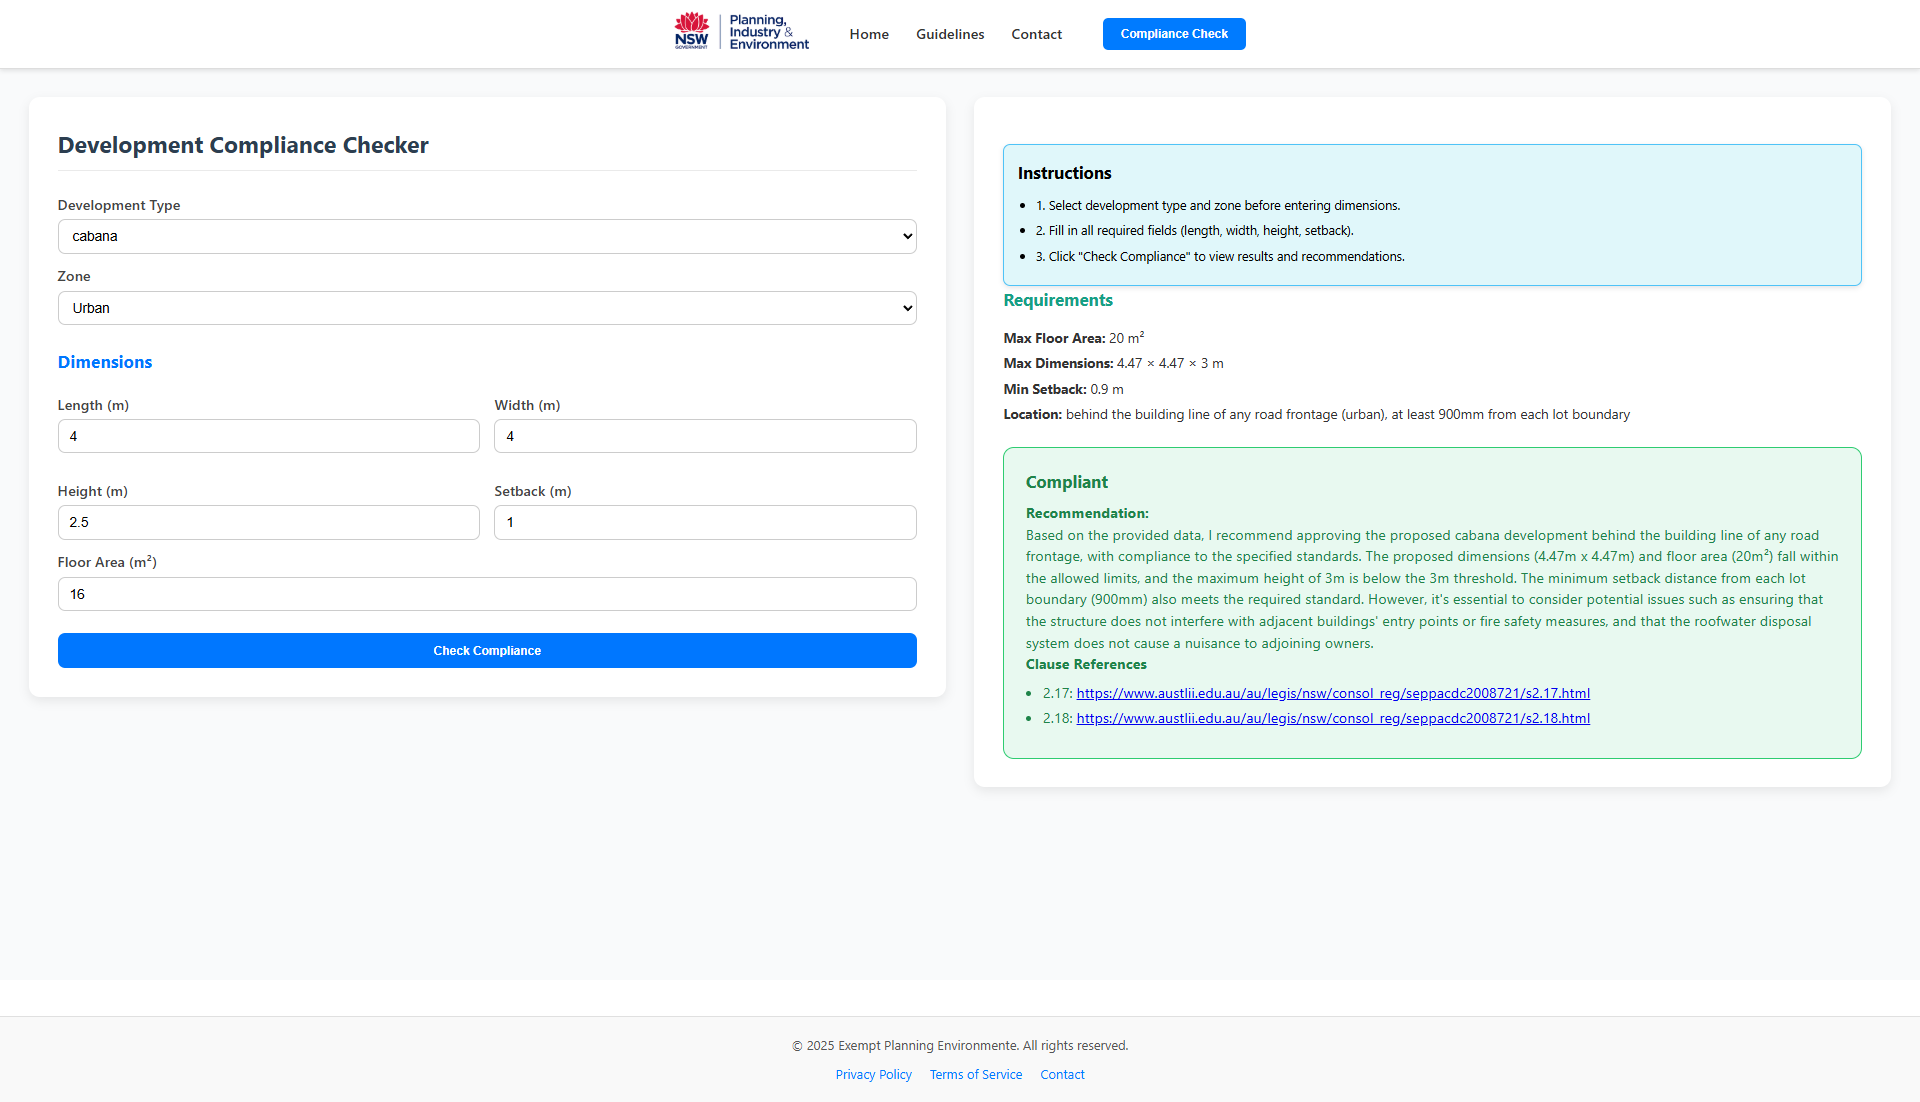 NSW
GOVERNMENT
Planning,
Industry &
Environment
Home
Guidelines
Contact
Compliance Check
Development Compliance Checker
Development Type
cabana
Zone
Urban
Dimensions
Length (m)
Width (m)
4
4
Height (m)
Setback (m)
2.5
1
Floor Area (m²)
16
Check Compliance
Instructions
• 1. Select development type and zone before entering dimensions.
• 2. Fill in all required fields (length, width, height, setback).
• 3. Click "Check Compliance" to view results and recommendations.
Requirements
Max Floor Area: 20 m²
Max Dimensions: 4.47 × 4.47 × 3 m
Min Setback: 0.9 m
Location: behind the building line of any road frontage (urban), at least 900mm from each lot boundary
Compliant
Recommendation:
Based on the provided data, I recommend approving the proposed cabana development behind the building line of any road
frontage, with compliance to the specified standards. The proposed dimensions (4.47m x 4.47m) and floor area (20m²) fall within
the allowed limits, and the maximum height of 3m is below the 3m threshold. The minimum setback distance from each lot
boundary (900mm) also meets the required standard. However, it's essential to consider potential issues such as ensuring that
the structure does not interfere with adjacent buildings' entry points or fire safety measures, and that the roofwater disposal
system does not cause a nuisance to adjoining owners.
Clause References
• 2.17: https://www.austlii.edu.au/au/legis/nsw/consol_reg/seppacdc2008721/s2.17.html
• 2.18: https://www.austlii.edu.au/au/legis/nsw/consol_reg/seppacdc2008721/s2.18.html
© 2025 Exempt Planning Environmente. All rights reserved.
Privacy Policy
Terms of Service
Contact